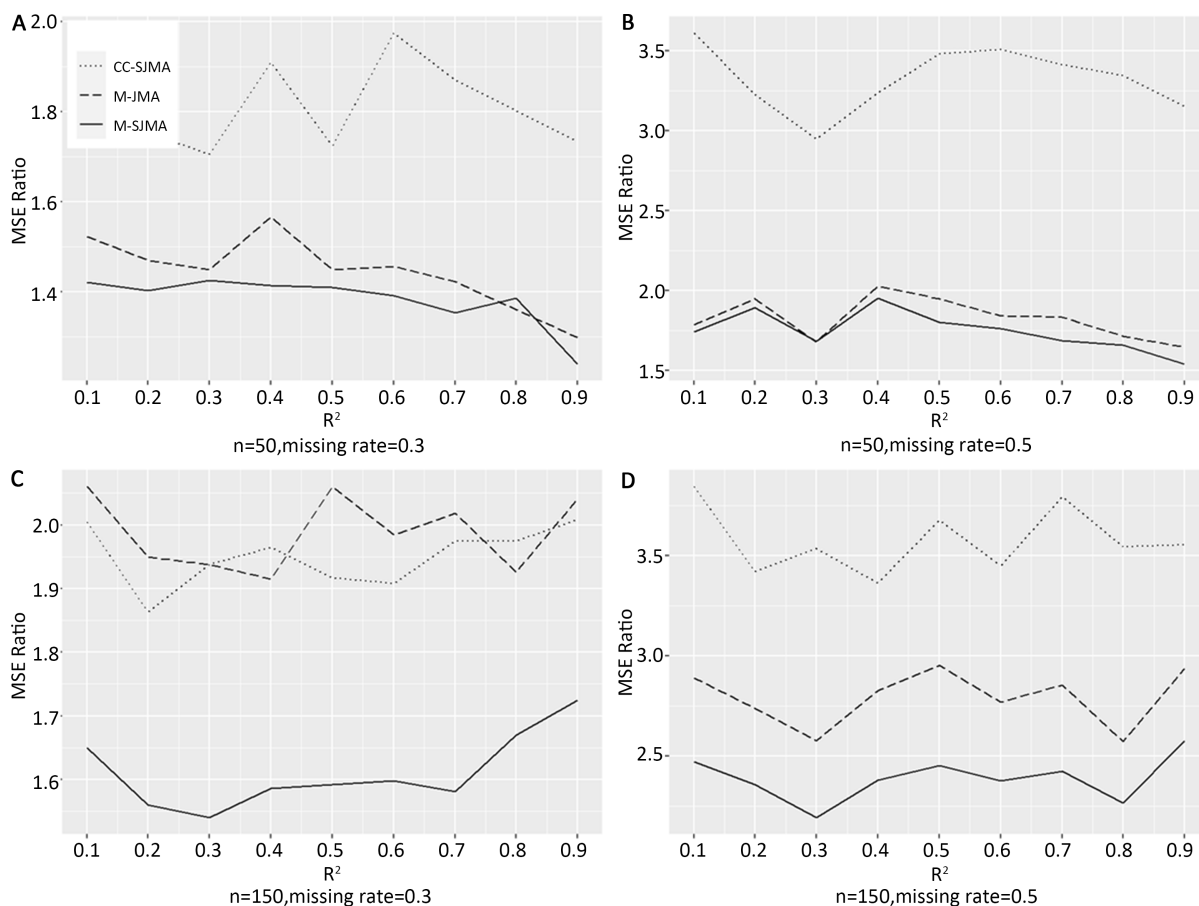 A
2.0
1.8
1.6
1.4
MSE Ratio
CC-SJMA
M-JMA
M-SJMA
0.1 0.2 0.3 0.4 0.5 0.6 0.7 0.8 0.9
R²
n=50,missing rate=0.3
B
3.5
3.0
2.5
2.0
1.5
MSE Ratio
0.1 0.2 0.3 0.4 0.5 0.6 0.7 0.8 0.9
R²
n=50,missing rate=0.5
C
2.0
1.9
1.8
1.7
1.6
MSE Ratio
0.1 0.2 0.3 0.4 0.5 0.6 0.7 0.8 0.9
R²
n=150,missing rate=0.3
D
3.5
3.0
2.5
MSE Ratio
0.1 0.2 0.3 0.4 0.5 0.6 0.7 0.8 0.9
R²
n=150,missing rate=0.5